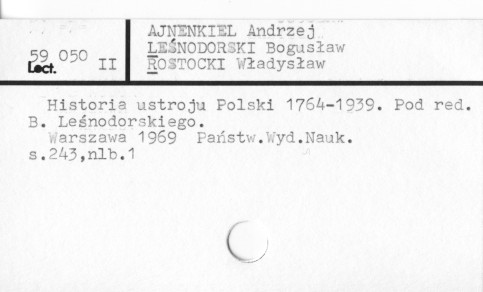 AJNENKIEL Andrzej
LEŚNODORSKI Bogusław
59 050 II
Lect.
ROSTOCKI Władysław
Historia ustroju Polski 1764-1939. Pod red.
B. Leśnodorskiego.
Warszawa 1969 Państw.Wyd.Nauk.
s.243,nlb.1